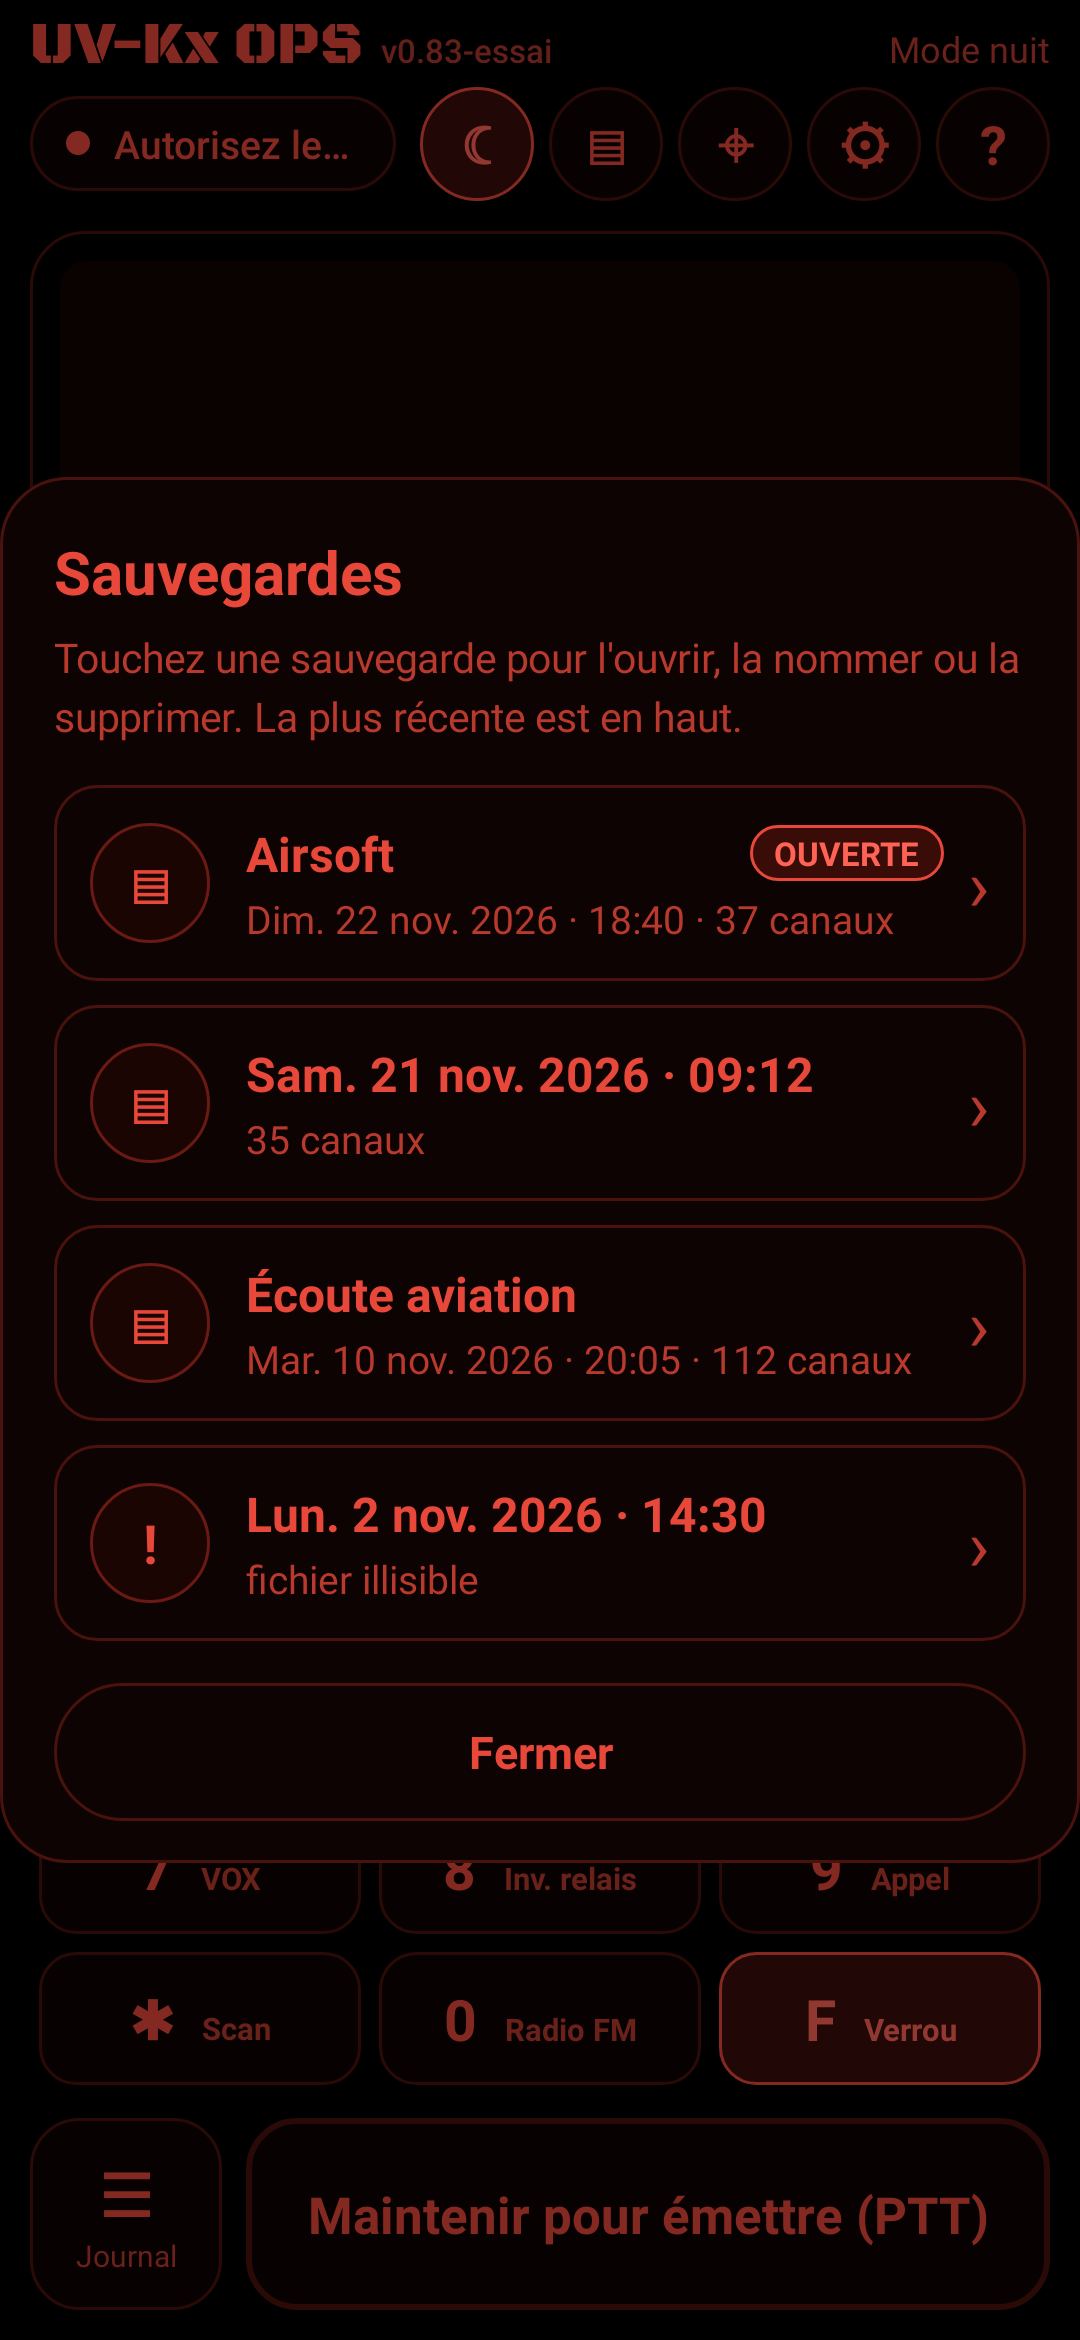 UV-Kx OPS v0.83-essai Mode nuit
Autorisez le... ?
Sauvegardes
Touchez une sauvegarde pour l'ouvrir, la nommer ou la
supprimer. La plus récente est en haut.
Airsoft OUVERTE
Dim. 22 nov. 2026 · 18:40 · 37 canaux
Sam. 21 nov. 2026 · 09:12
35 canaux
Écoute aviation
Mar. 10 nov. 2026 · 20:05 · 112 canaux
! Lun. 2 nov. 2026 · 14:30
fichier illisible
Fermer
7 VOX 8 Inv. relais 9 Appel
✱ Scan 0 Radio FM F Verrou
Maintenir pour émettre (PTT)
Journal